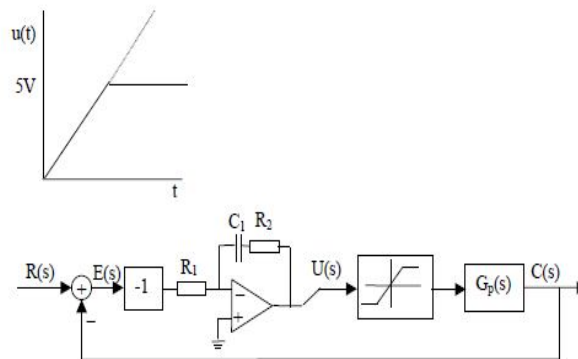 u(t)
5V
t
C₁ R₂
R(s) E(s) -1 R₁ U(s) Gₚ(s) C(s)
+
−
−
+